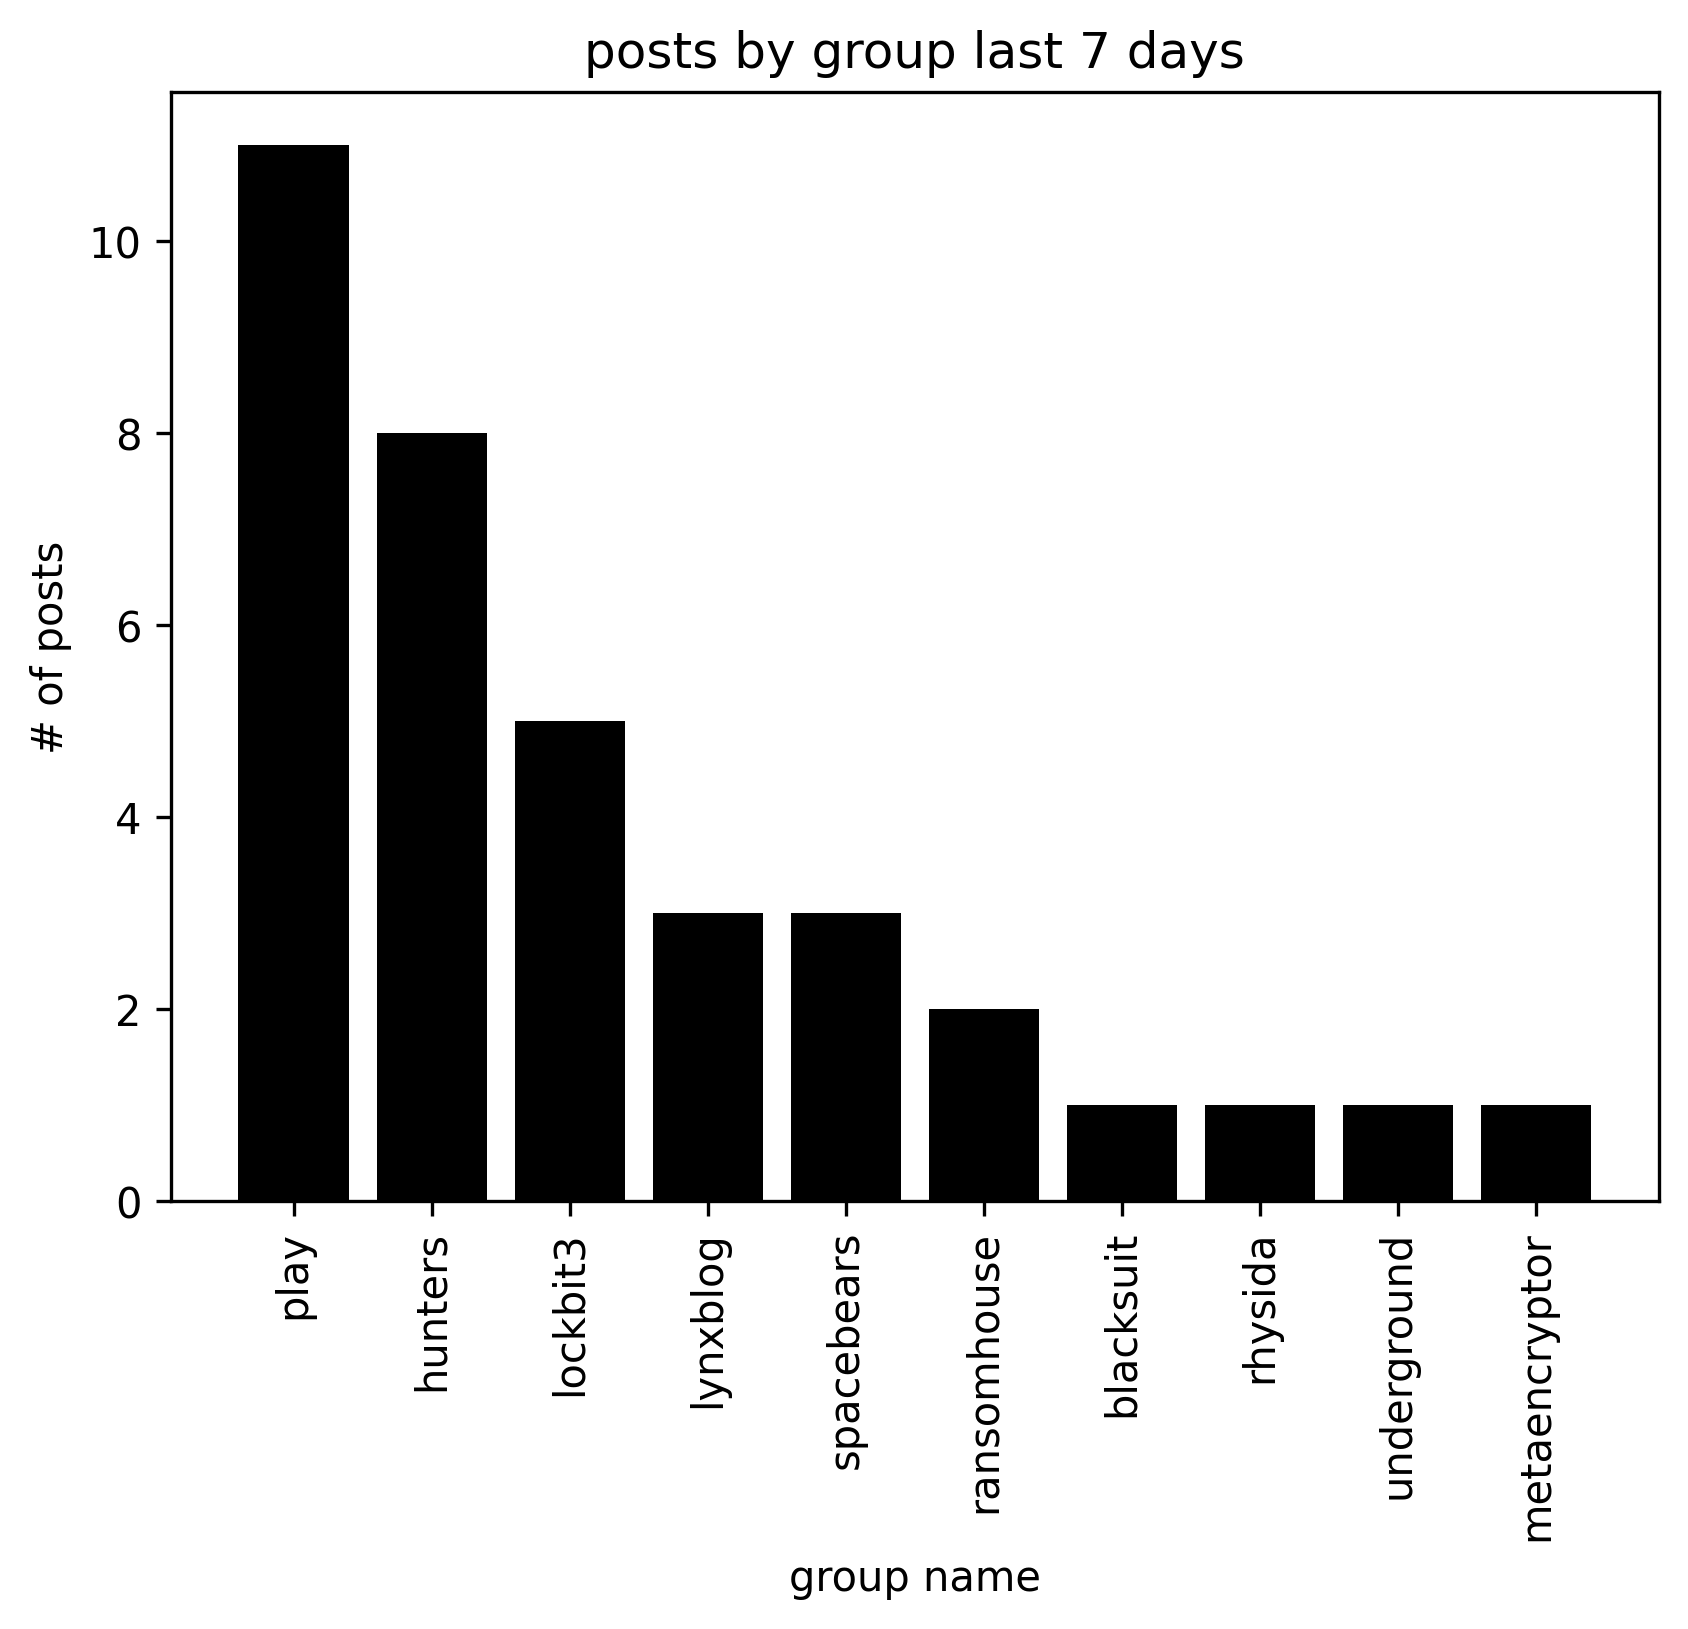 posts by group last 7 days
# of posts
10
8
6
4
2
0
play
hunters
lockbit3
lynxblog
spacebears
ransomhouse
blacksuit
rhysida
underground
metaencryptor
group name